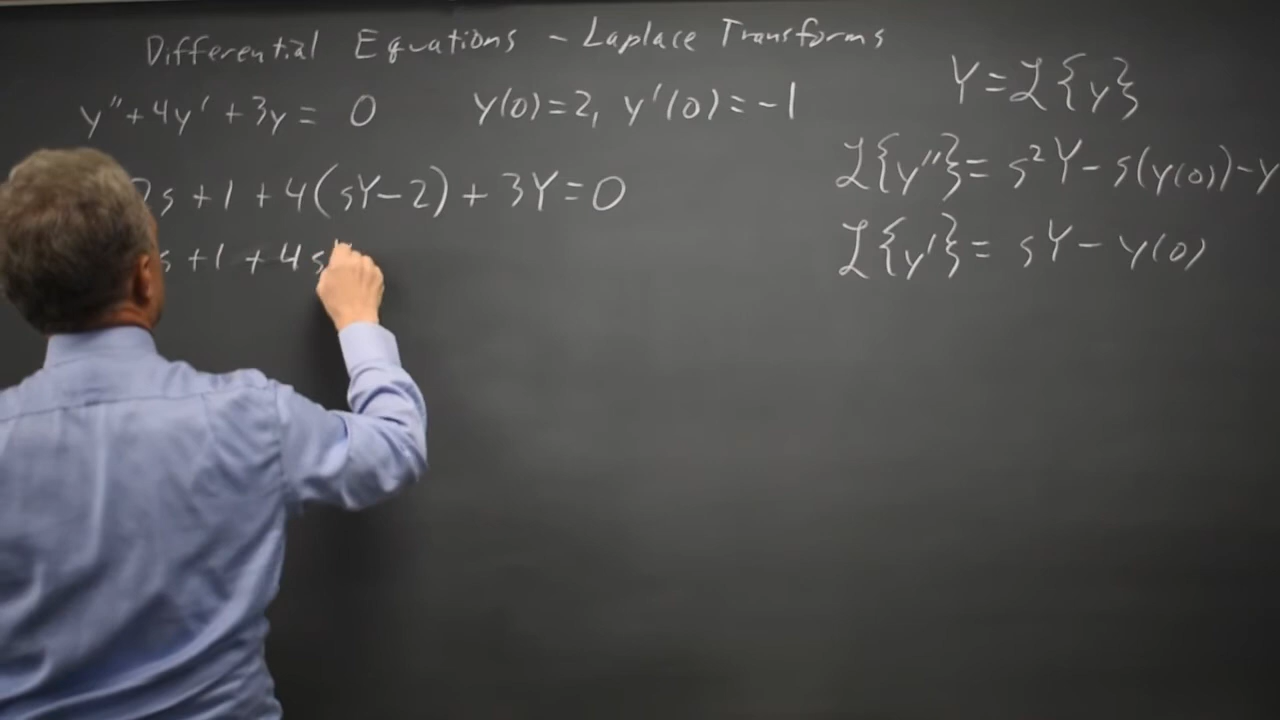 Differential Equations - Laplace Transforms
y'' + 4y' + 3y = 0 y(0)=2, y'(0) = -1
s + 1 + 4(sY - 2) + 3Y = 0
s + 1 + 4s
Y = ℒ{y}
ℒ{y''} = s²Y - s(y(0)) - y
ℒ{y'} = sY - y(0)